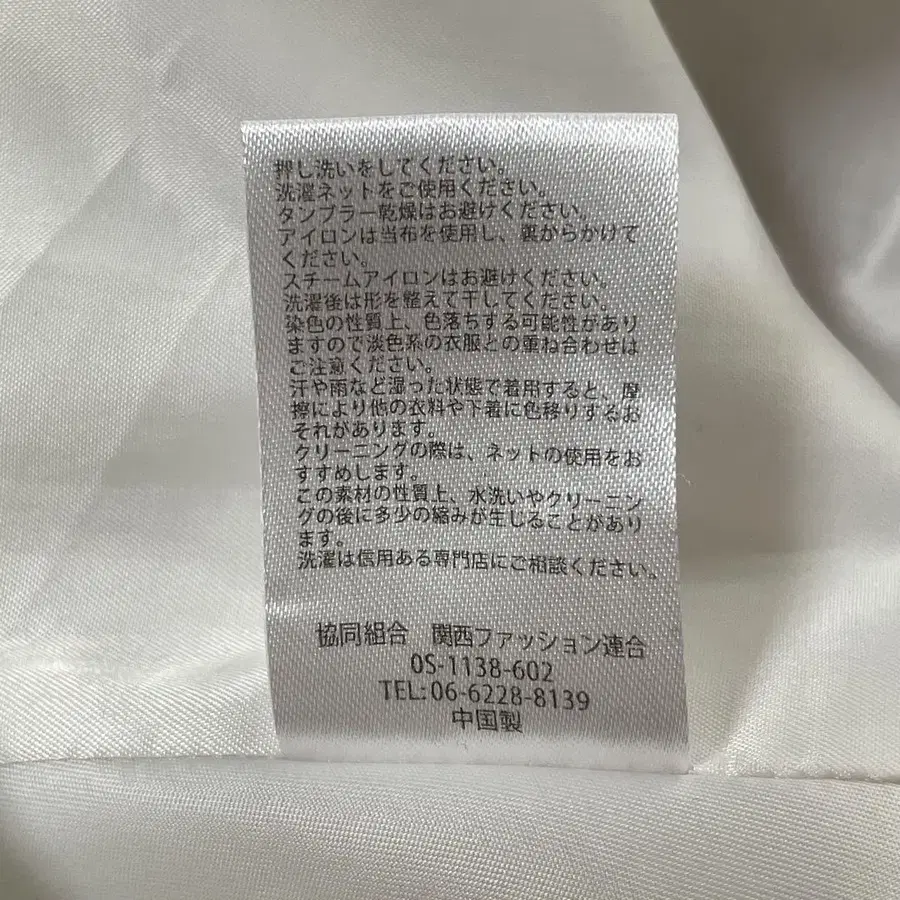 押し洗いをしてください。
洗濯ネットをご使用ください。
タンブラー乾燥はお避けください。
アイロンは当布を使用し、裏からかけて
ください。
スチームアイロンはお避けください。
洗濯後は形を整えて干してください。
染色の性質上、色落ちする可能性があり
ますので淡色系の衣服との重ね合わせは
ご注意ください。
汗や雨など湿った状態で着用すると、摩
擦により他の衣料や下着に色移りするお
それがあります。
クリーニングの際は、ネットの使用をお
すすめします。
この素材の性質上、水洗いやクリーニン
グの後に多少の縮みが生じることがあり
ます。
洗濯は信用ある専門店にご相談ください。
協同組合　関西ファッション連合
OS-1138-602
TEL:06-6228-8139
中国製